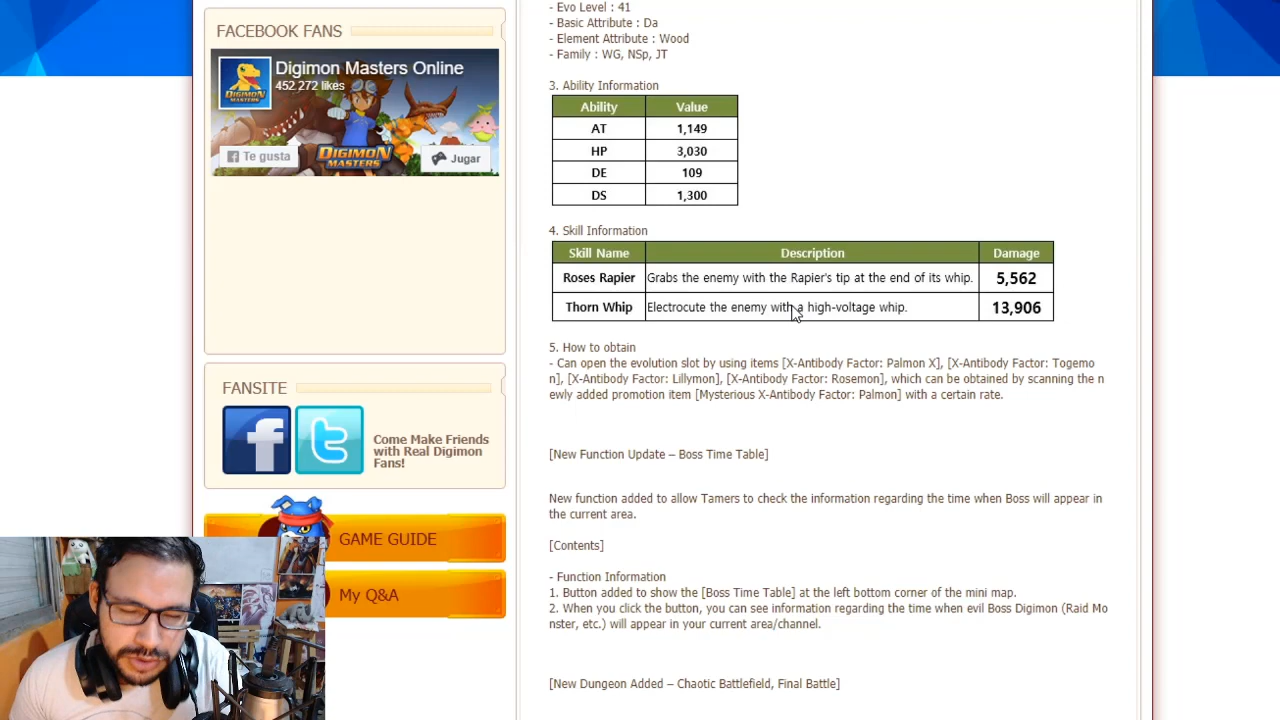 FACEBOOK FANS
Digimon Masters Online
452.272 likes
DIGIMON MASTERS
Te gusta
DIGIMON MASTERS
Jugar
FANSITE
Come Make Friends
with Real Digimon
Fans!
GAME GUIDE
My Q&A
- Evo Level : 41
- Basic Attribute : Da
- Element Attribute : Wood
- Family : WG, NSp, JT
3. Ability Information
Ability Value
AT 1,149
HP 3,030
DE 109
DS 1,300
4. Skill Information
Skill Name Description Damage
Roses Rapier Grabs the enemy with the Rapier's tip at the end of its whip. 5,562
Thorn Whip Electrocute the enemy with a high-voltage whip. 13,906
5. How to obtain
- Can open the evolution slot by using items [X-Antibody Factor: Palmon X], [X-Antibody Factor: Togemo
n], [X-Antibody Factor: Lillymon], [X-Antibody Factor: Rosemon], which can be obtained by scanning the n
ewly added promotion item [Mysterious X-Antibody Factor: Palmon] with a certain rate.
[New Function Update – Boss Time Table]
New function added to allow Tamers to check the information regarding the time when Boss will appear in
the current area.
[Contents]
- Function Information
1. Button added to show the [Boss Time Table] at the left bottom corner of the mini map.
2. When you click the button, you can see information regarding the time when evil Boss Digimon (Raid Mo
nster, etc.) will appear in your current area/channel.
[New Dungeon Added – Chaotic Battlefield, Final Battle]